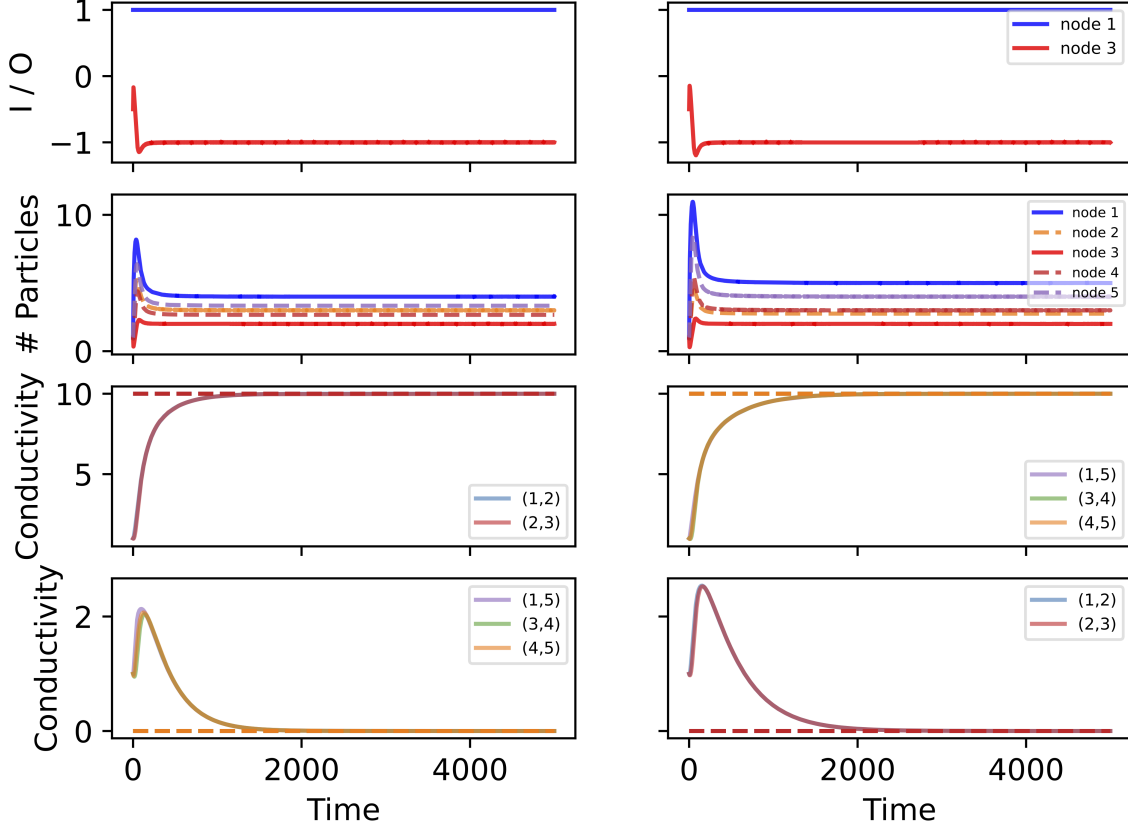 I / O
1
0
−1
node 1
node 3
# Particles
10
0
node 1
node 2
node 3
node 4
node 5
Conductivity
10
5
(1,2)
(2,3)
(1,5)
(3,4)
(4,5)
Conductivity
2
0
(1,5)
(3,4)
(4,5)
(1,2)
(2,3)
0
2000
4000
0
2000
4000
Time
Time